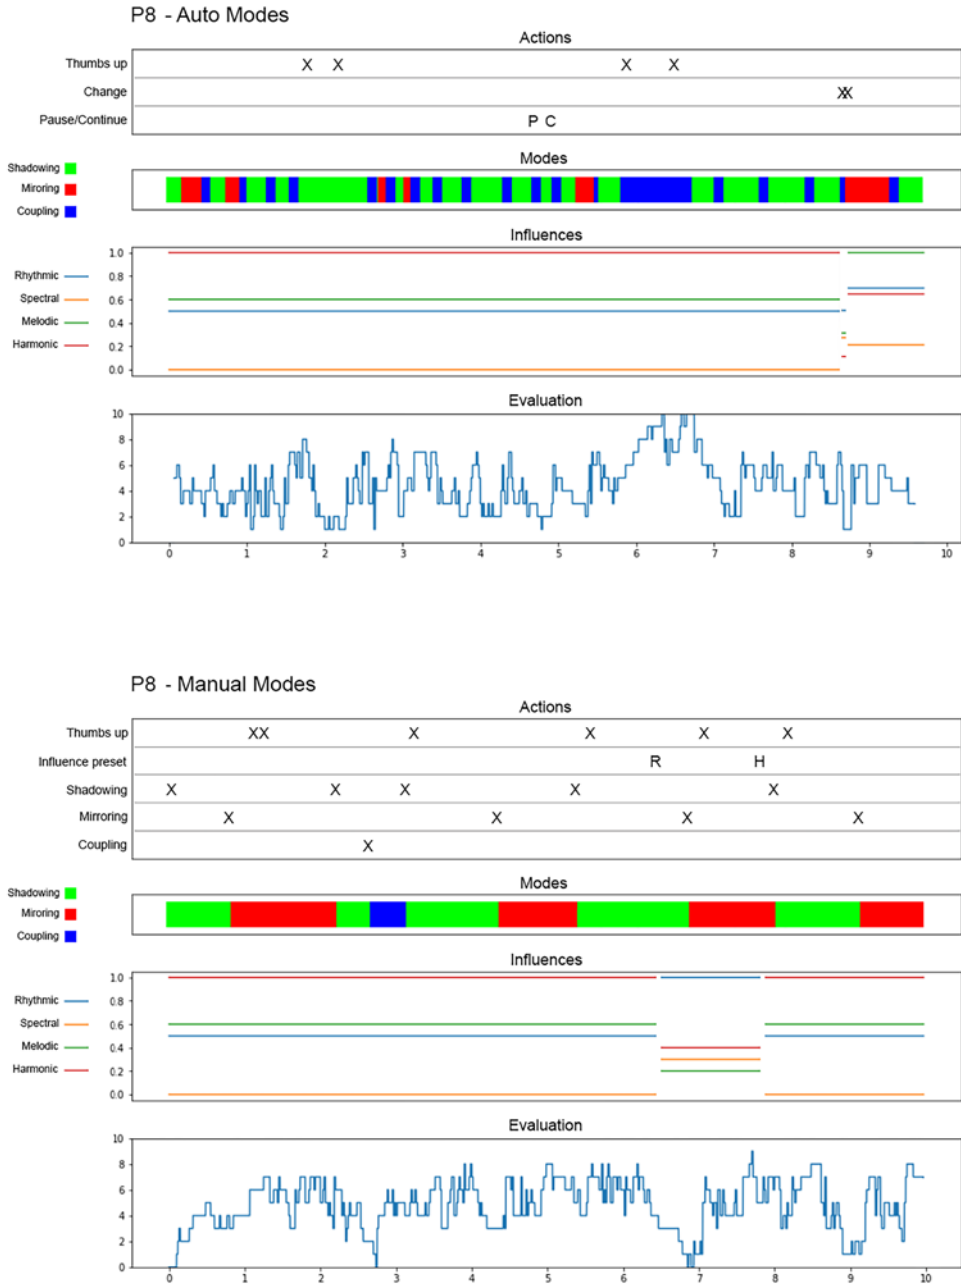 P8 - Auto Modes
Actions
Thumbs up X X X X
Change X X
Pause/Continue P C
Modes
Shadowing
Miroring
Coupling
Influences
1.0
Rhythmic 0.8
Spectral 0.6
Melodic 0.4
Harmonic 0.2
0.0
Evaluation
10
8
6
4
2
0
0 1 2 3 4 5 6 7 8 9 10
P8 - Manual Modes
Actions
Thumbs up X X X X X X
Influence preset R H
Shadowing X X X X X
Mirroring X X X X
Coupling X
Modes
Shadowing
Miroring
Coupling
Influences
1.0
Rhythmic 0.8
Spectral 0.6
Melodic 0.4
Harmonic 0.2
0.0
Evaluation
10
8
6
4
2
0
0 1 2 3 4 5 6 7 8 9 10